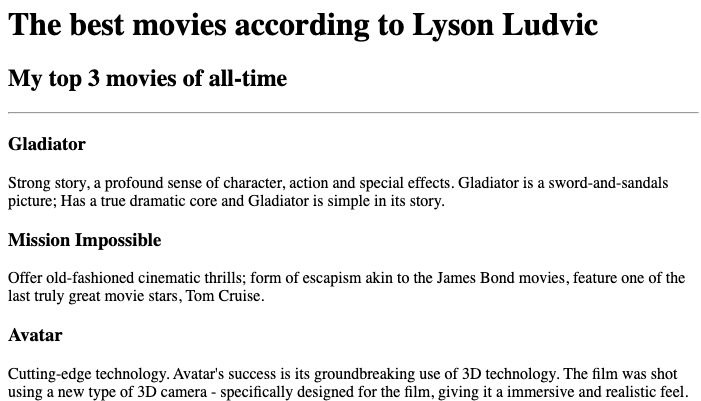 The best movies according to Lyson Ludvic
My top 3 movies of all-time
Gladiator
Strong story, a profound sense of character, action and special effects. Gladiator is a sword-and-sandals
picture; Has a true dramatic core and Gladiator is simple in its story.
Mission Impossible
Offer old-fashioned cinematic thrills; form of escapism akin to the James Bond movies, feature one of the
last truly great movie stars, Tom Cruise.
Avatar
Cutting-edge technology. Avatar's success is its groundbreaking use of 3D technology. The film was shot
using a new type of 3D camera - specifically designed for the film, giving it a immersive and realistic feel.